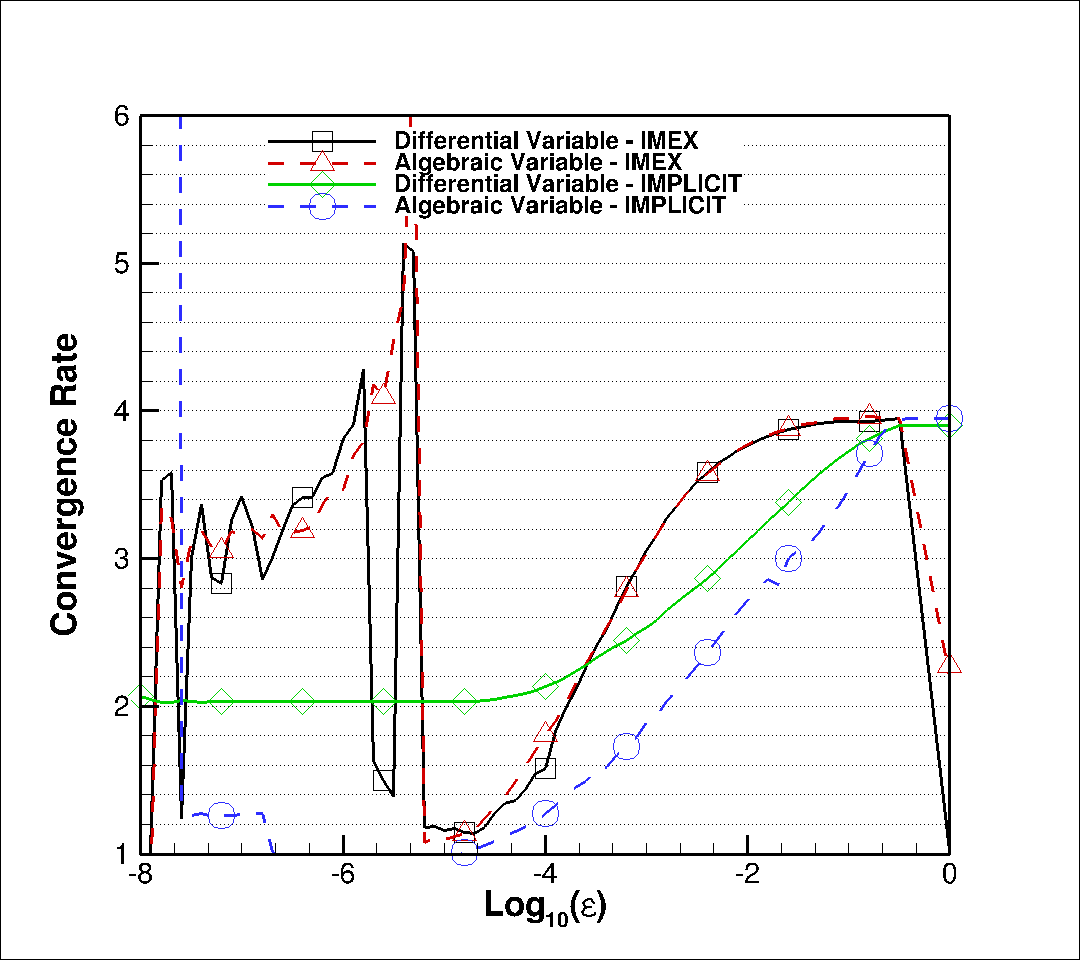 6
Differential Variable - IMEX
Algebraic Variable - IMEX
Differential Variable - IMPLICIT
Algebraic Variable - IMPLICIT
5
4
3
2
1
Convergence Rate
-8 -6 -4 -2 0
Log₁₀(ε)